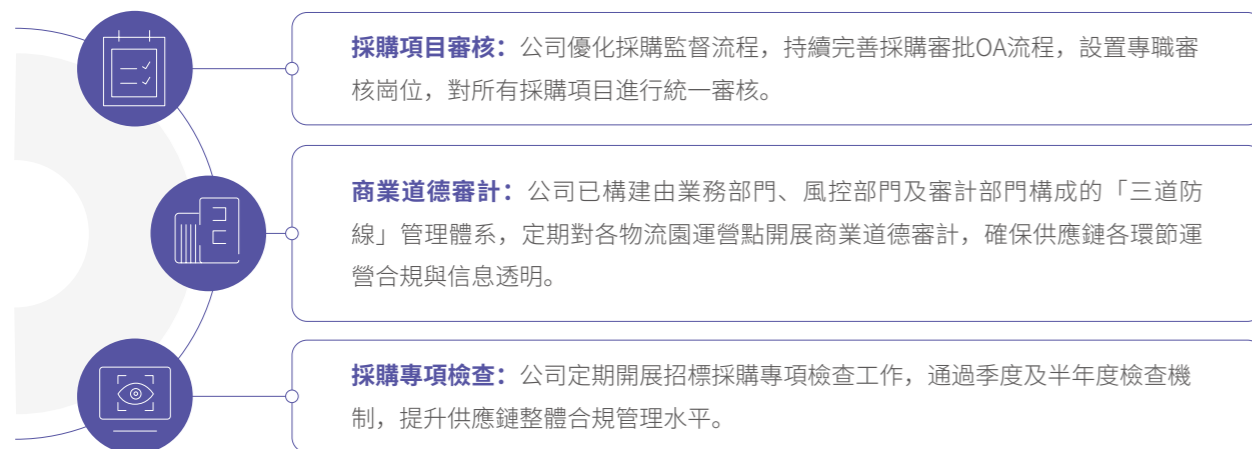 採購項目審核：公司優化採購監督流程，持續完善採購審批OA流程，設置專職審
核崗位，對所有採購項目進行統一審核。
商業道德審計：公司已構建由業務部門、風控部門及審計部門構成的「三道防
線」管理體系，定期對各物流園運營點開展商業道德審計，確保供應鏈各環節運
營合規與信息透明。
採購專項檢查：公司定期開展招標採購專項檢查工作，通過季度及半年度檢查機
制，提升供應鏈整體合規管理水平。